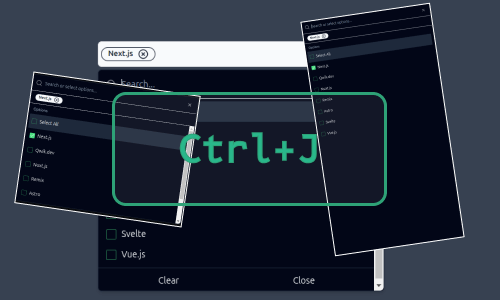 Next.js
Search...
Ctrl+J
Svelte
Vue.js
Clear
Close
Search or select options...
Next.js
Options
Select All
Next.js
Qwik.dev
Nuxt.js
Remix
Astro
Search or select options...
Next.js
Options
Select All
Next.js
Qwik.dev
Nuxt.js
Remix
Astro
Svelte
Vue.js